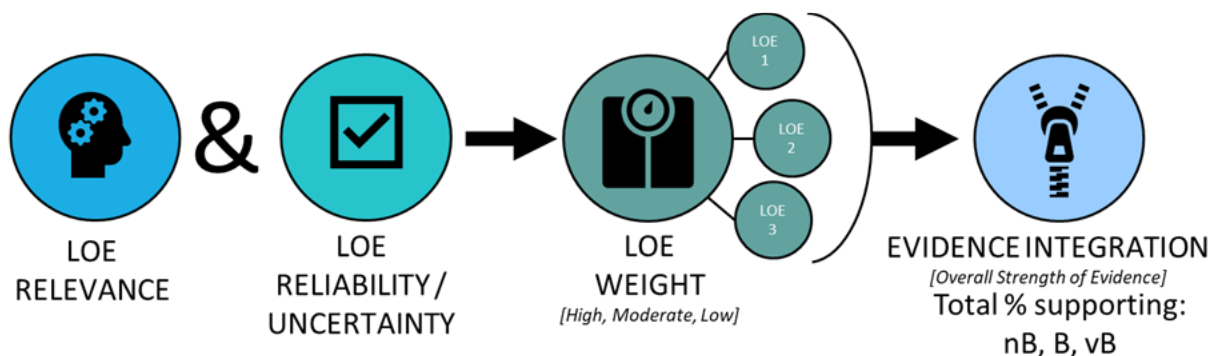 &
LOE
1
LOE
2
LOE
3
LOE
RELEVANCE
LOE
RELIABILITY /
UNCERTAINTY
LOE
WEIGHT
[High, Moderate, Low]
EVIDENCE INTEGRATION
[Overall Strength of Evidence]
Total % supporting:
nB, B, vB